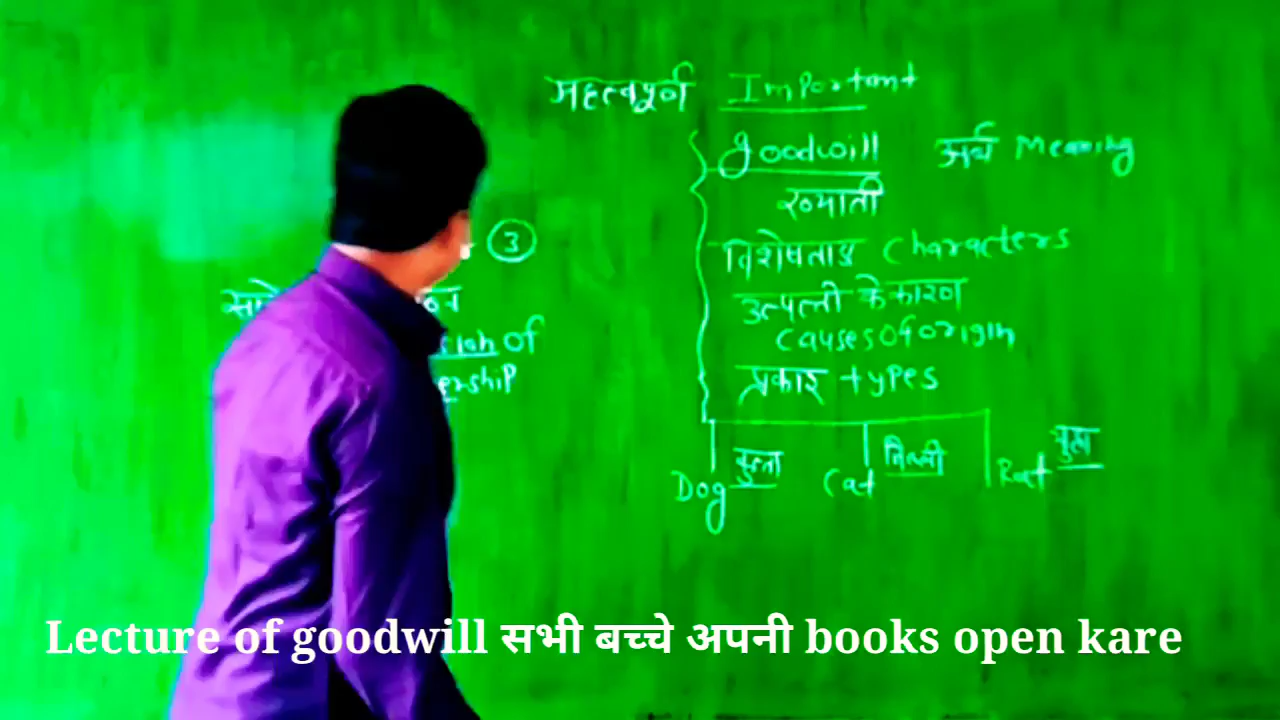 महत्वपूर्ण Important
goodwill अर्थ Meaning
ख्याती
विशेषताए Characters
उत्पत्ती के कारण
Causes of origin
प्रकार types
Dog कुत्ता Cat बिल्ली Rat चुहा
3
of
Lecture of goodwill सभी बच्चे अपनी books open kare